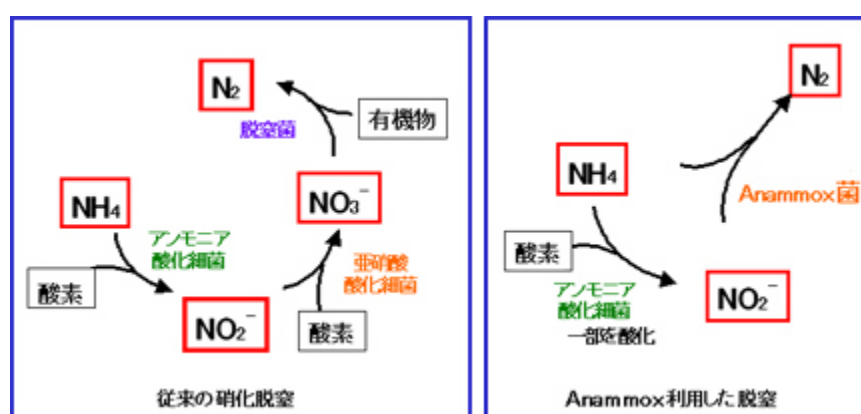 N₂
有機物
脱窒菌
NH₄
NO₃⁻
アンモニア
酸化細菌
亜硝酸
酸化細菌
酸素
NO₂⁻
酸素
従来の硝化脱窒
N₂
NH₄
Anammox菌
酸素
アンモニア
酸化細菌
一部を酸化
NO₂⁻
Anammox利用した脱窒